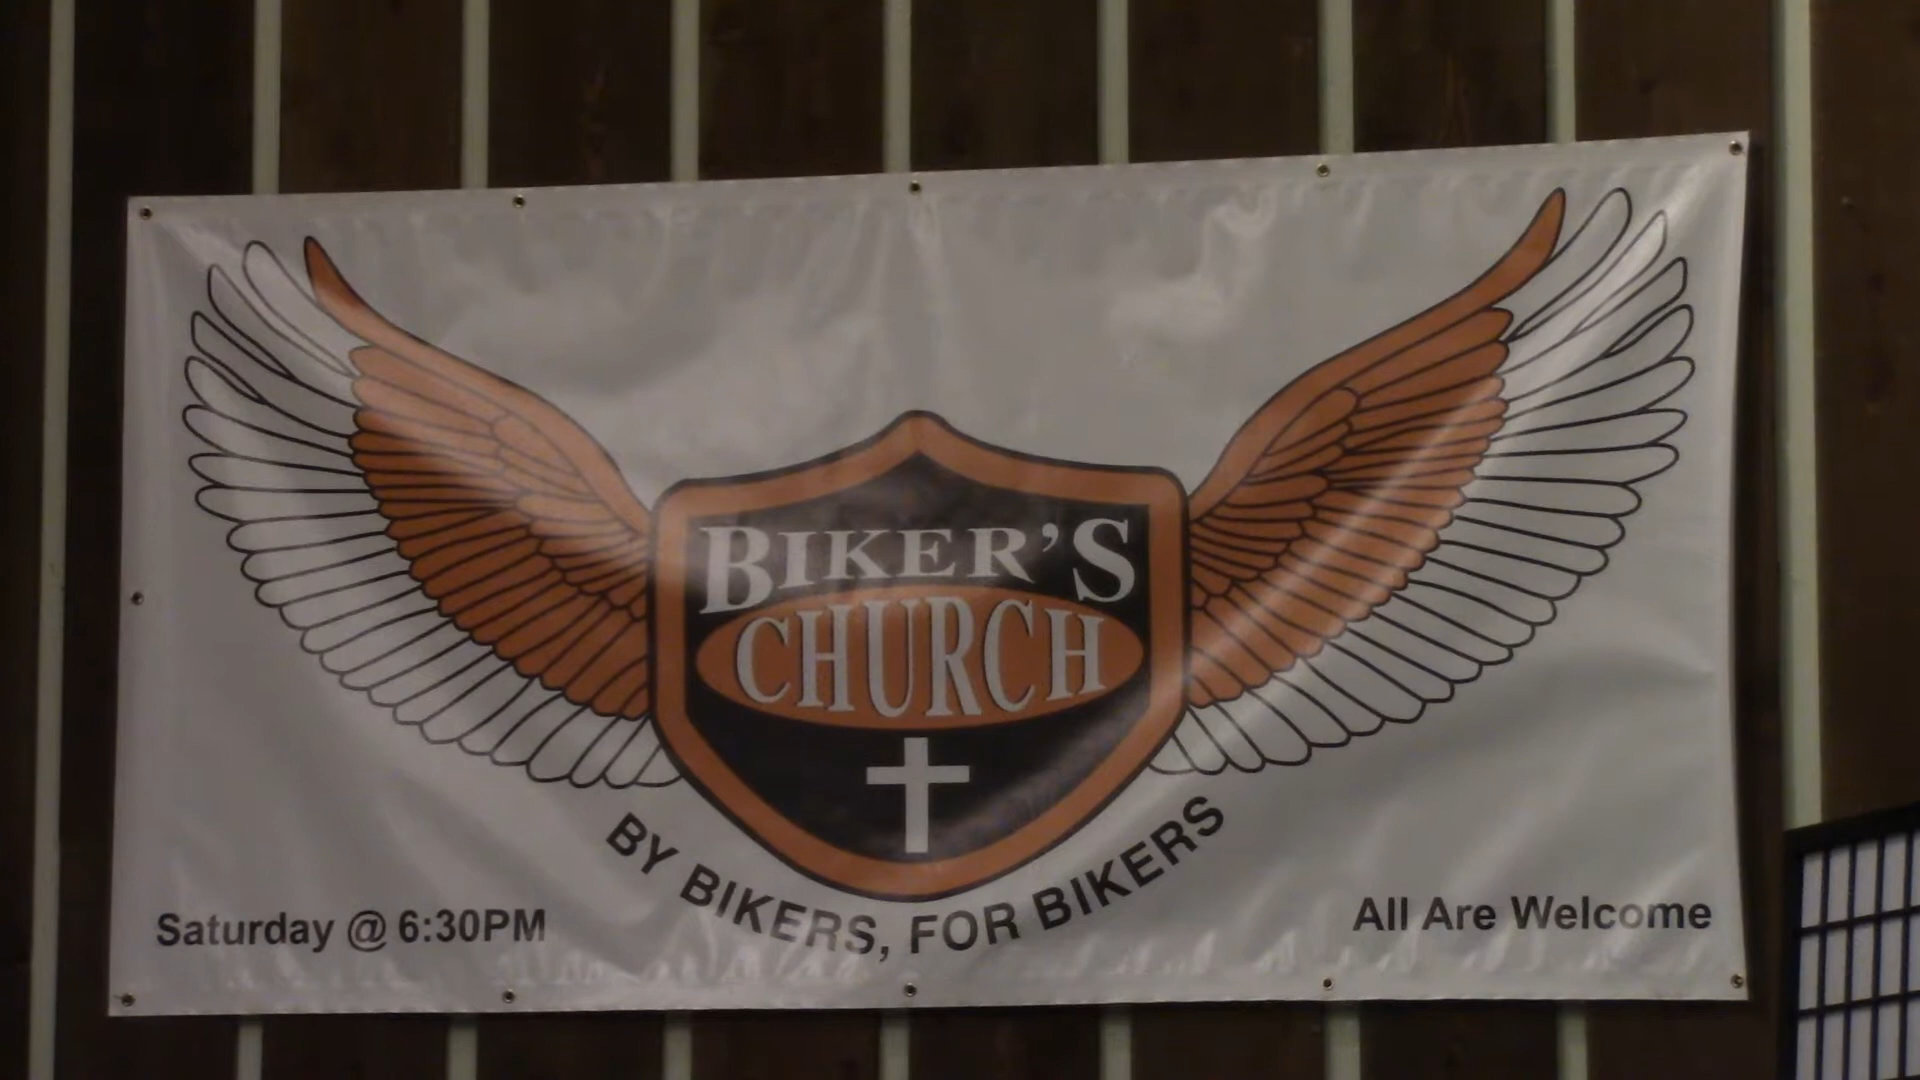 BIKER'S
CHURCH
BY BIKERS, FOR BIKERS
Saturday @ 6:30PM
All Are Welcome